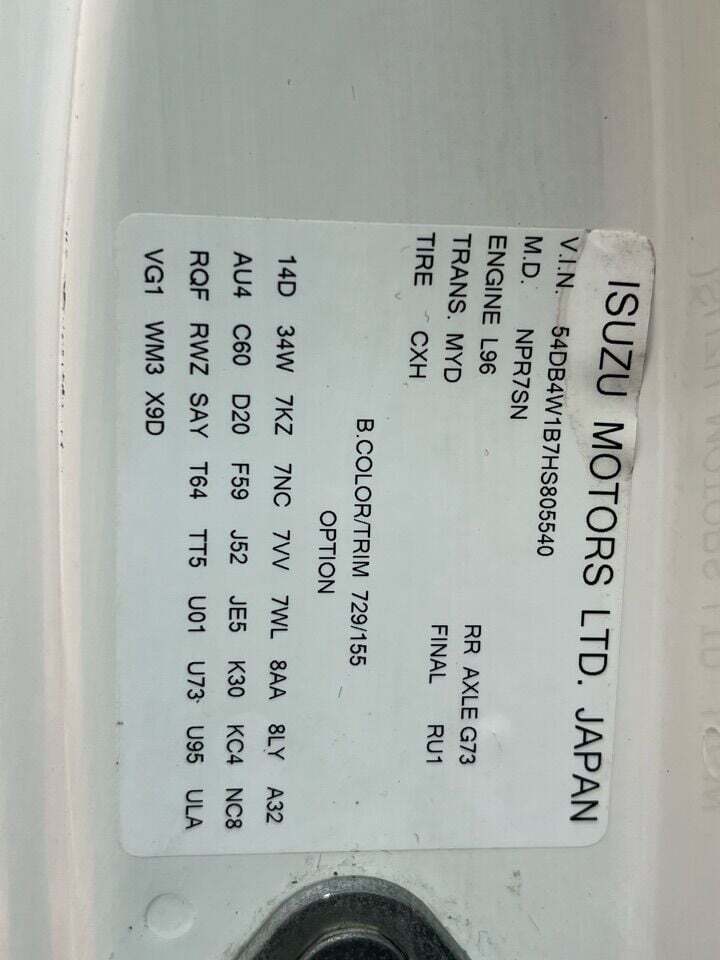 ISUZU MOTORS LTD. JAPAN
V.I.N. 54DB4W1B7HS805540
M.D. NPR7SN
ENGINE L96 RR AXLE G73
TRANS. MYD FINAL RU1
TIRE CXH
B.COLOR/TRIM 729/155
OPTION
14D 34W 7KZ 7NC 7VV 7WL 8AA 8LY A32
AU4 C60 D20 F59 J52 JE5 K30 KC4 NC8
RQF RWZ SAY T64 TT5 U01 U73 U95 ULA
VG1 WM3 X9D